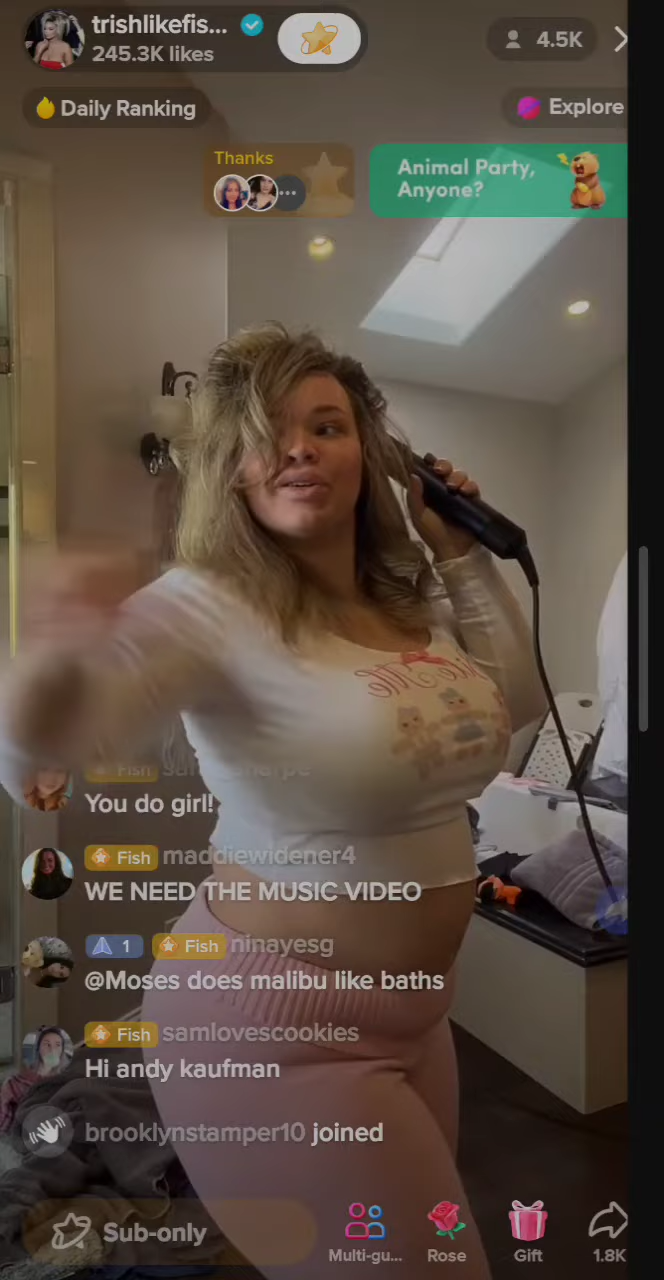 trishlikefis...
245.3K likes
4.5K
Daily Ranking
Explore
Thanks
Animal Party,
Anyone?
Fish
You do girl!
Fish maddiewidener4
WE NEED THE MUSIC VIDEO
1 Fish ninayesg
@Moses does malibu like baths
Fish samlovescookies
Hi andy kaufman
brooklynstamper10 joined
Sub-only
Multi-gu...
Rose
Gift
1.8K